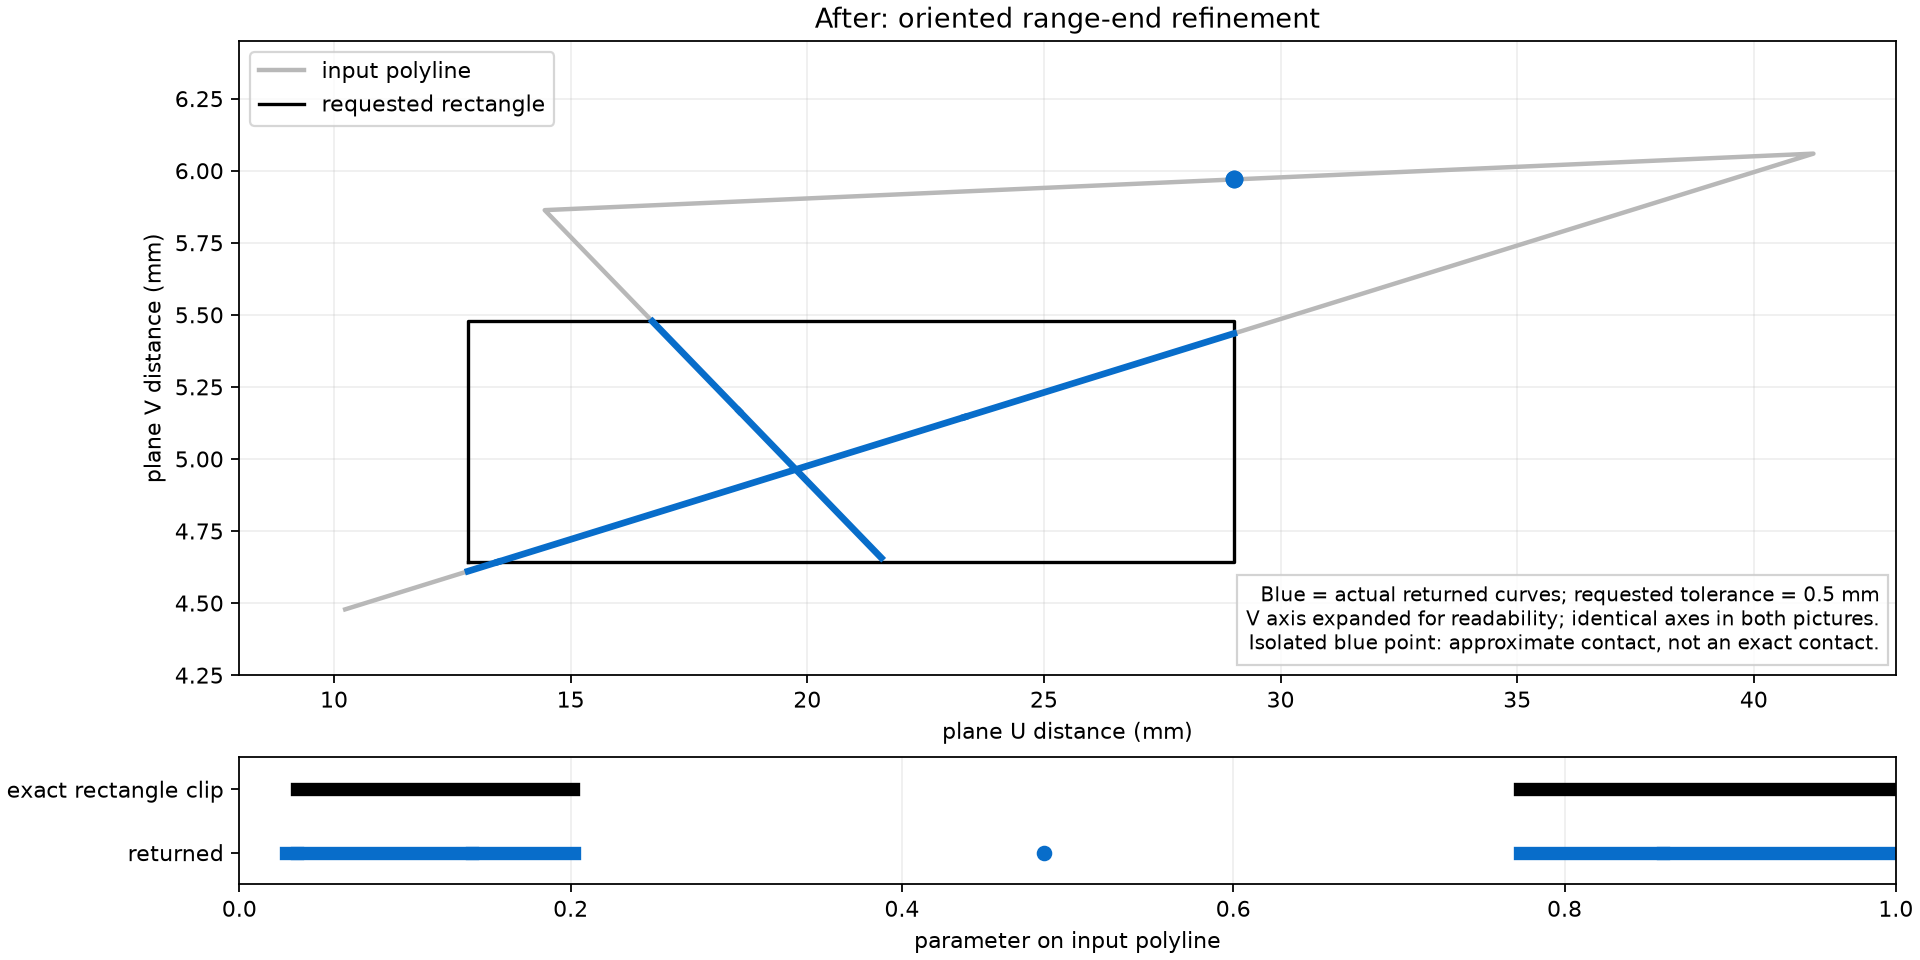 After: oriented range-end refinement
input polyline
requested rectangle
plane V distance (mm)
6.25
6.00
5.75
5.50
5.25
5.00
4.75
4.50
4.25
Blue = actual returned curves; requested tolerance = 0.5 mm
V axis expanded for readability; identical axes in both pictures.
Isolated blue point: approximate contact, not an exact contact.
10 15 20 25 30 35 40
plane U distance (mm)
exact rectangle clip
returned
0.0 0.2 0.4 0.6 0.8 1.0
parameter on input polyline